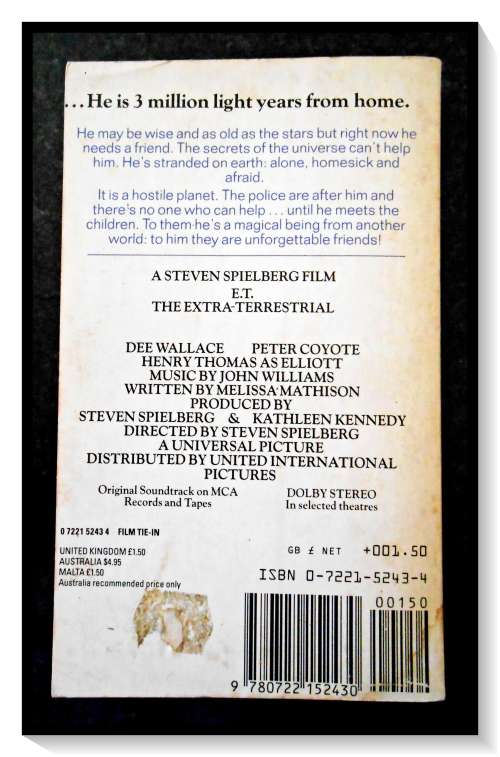 ...He is 3 million light years from home.
He may be wise and as old as the stars but right now he
needs a friend. The secrets of the universe can't help
him. He's stranded on earth: alone, homesick and
afraid.
It is a hostile planet. The police are after him and
there's no one who can help ... until he meets the
children. To them he's a magical being from another
world: to him they are unforgettable friends!
A STEVEN SPIELBERG FILM
E.T.
THE EXTRA-TERRESTRIAL
DEE WALLACE PETER COYOTE
HENRY THOMAS AS ELLIOTT
MUSIC BY JOHN WILLIAMS
WRITTEN BY MELISSA MATHISON
PRODUCED BY
STEVEN SPIELBERG & KATHLEEN KENNEDY
DIRECTED BY STEVEN SPIELBERG
A UNIVERSAL PICTURE
DISTRIBUTED BY UNITED INTERNATIONAL
PICTURES
Original Soundtrack on MCA
Records and Tapes
DOLBY STEREO
In selected theatres
0 7221 5243 4 FILM TIE-IN
UNITED KINGDOM £1.50
AUSTRALIA $4.95
MALTA £1.50
Australia recommended price only
GB £ NET +001.50
ISBN 0-7221-5243-4
00150
9 780722 152430